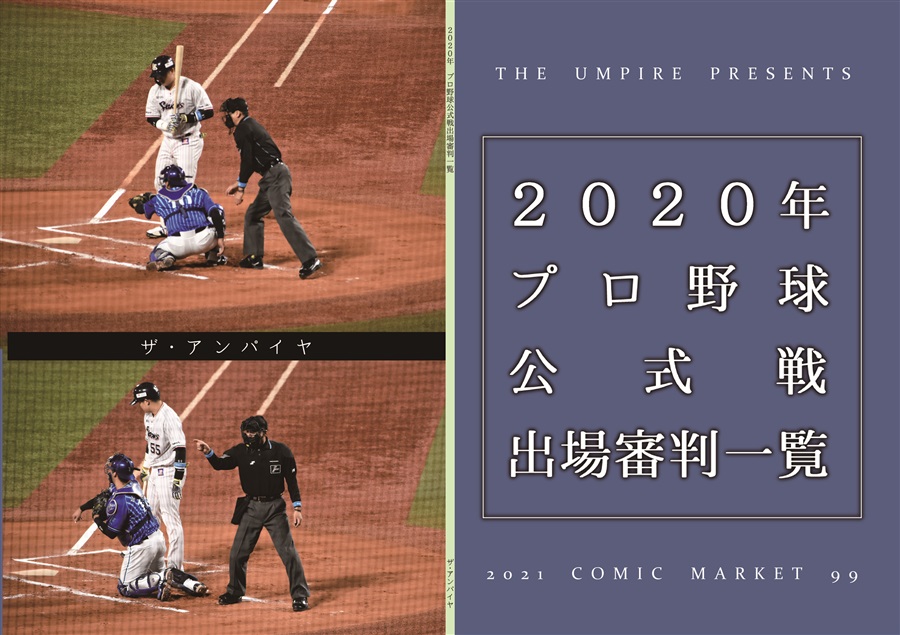 THE UMPIRE PRESENTS
2020年
プロ野球
公式戦
出場審判一覧
2021 COMIC MARKET 99
2020年 プロ野球公式戦出場審判一覧
ザ・アンパイヤ
ザ・アンパイヤ
55